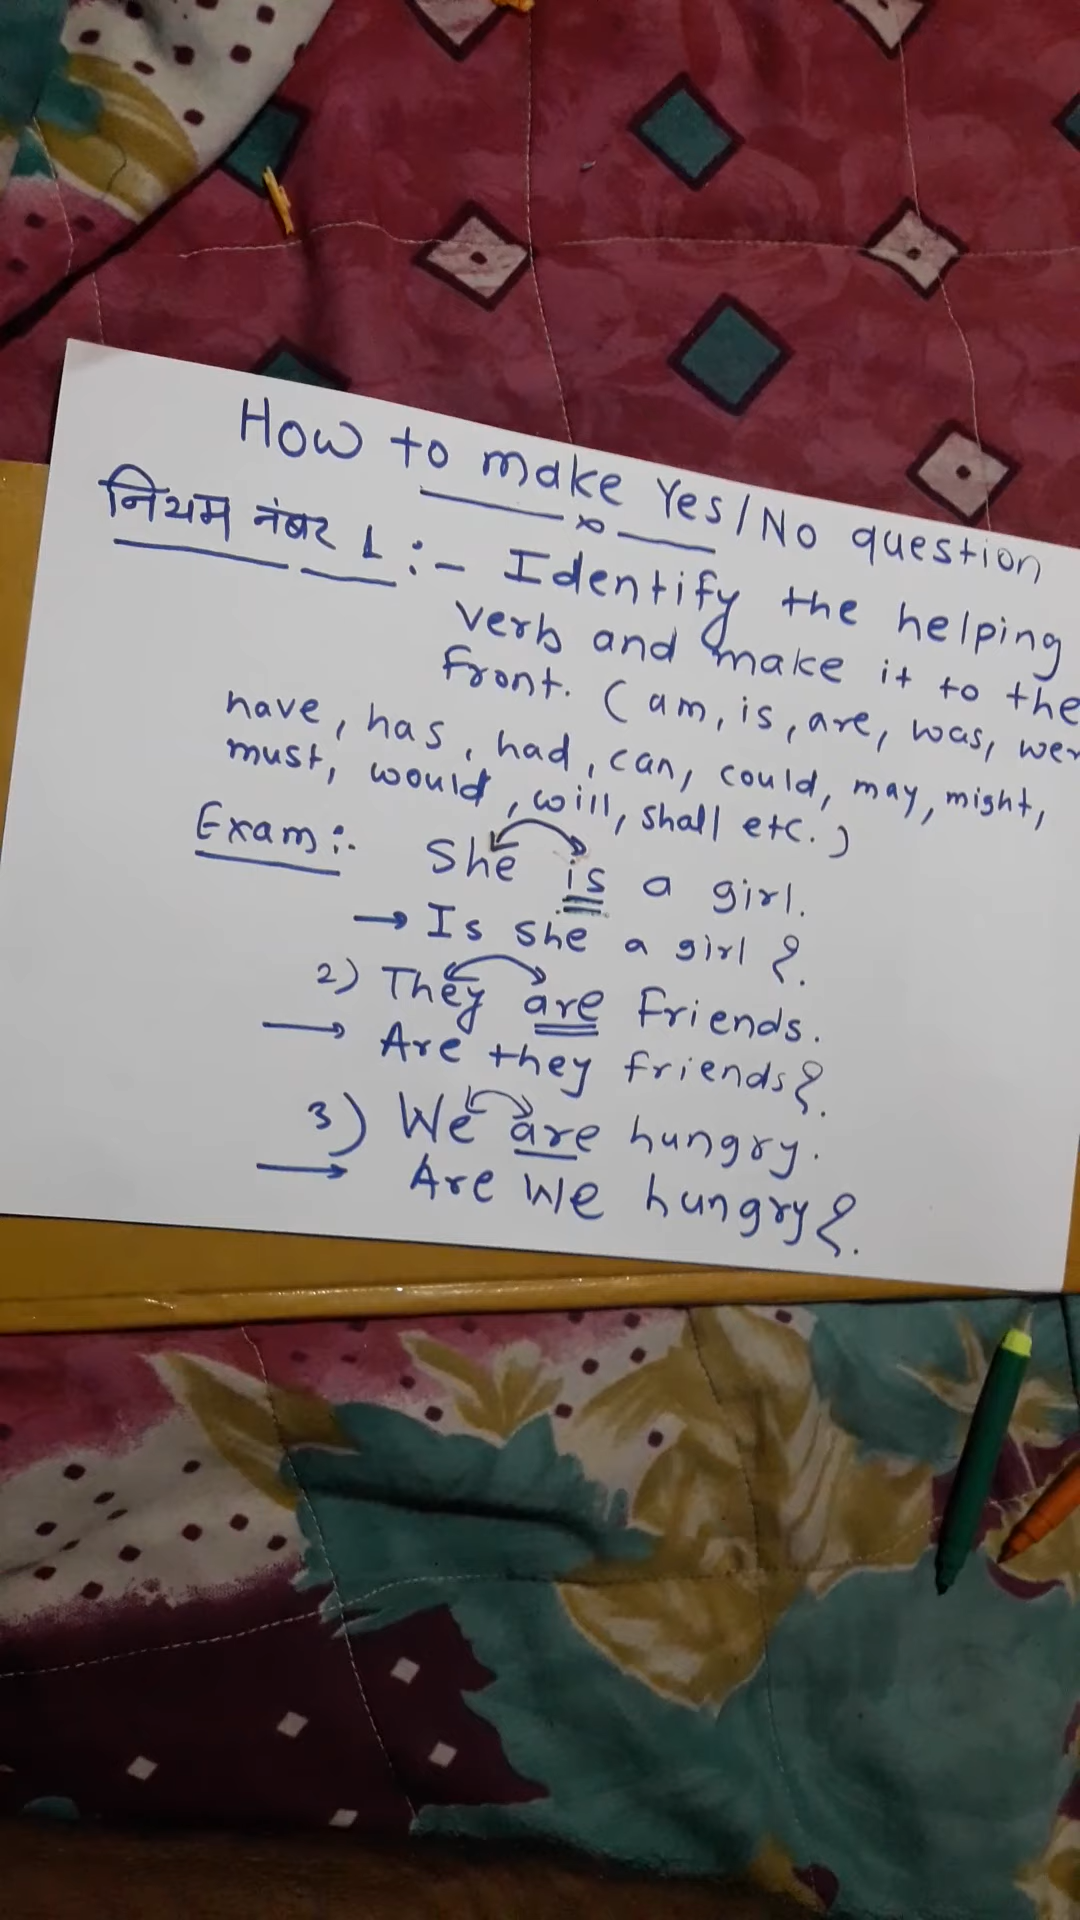 How to make Yes/No question
नियम नंबर 1 :- Identify the helping
verb and make it to the
front. (am, is, are, was, wer
have, has, had, can, could, may, might,
must, would, will, shall etc.)
Exam:- She is a girl.
→ Is she a girl?
2) They are friends.
→ Are they friends?
3) We are hungry.
→ Are We hungry?